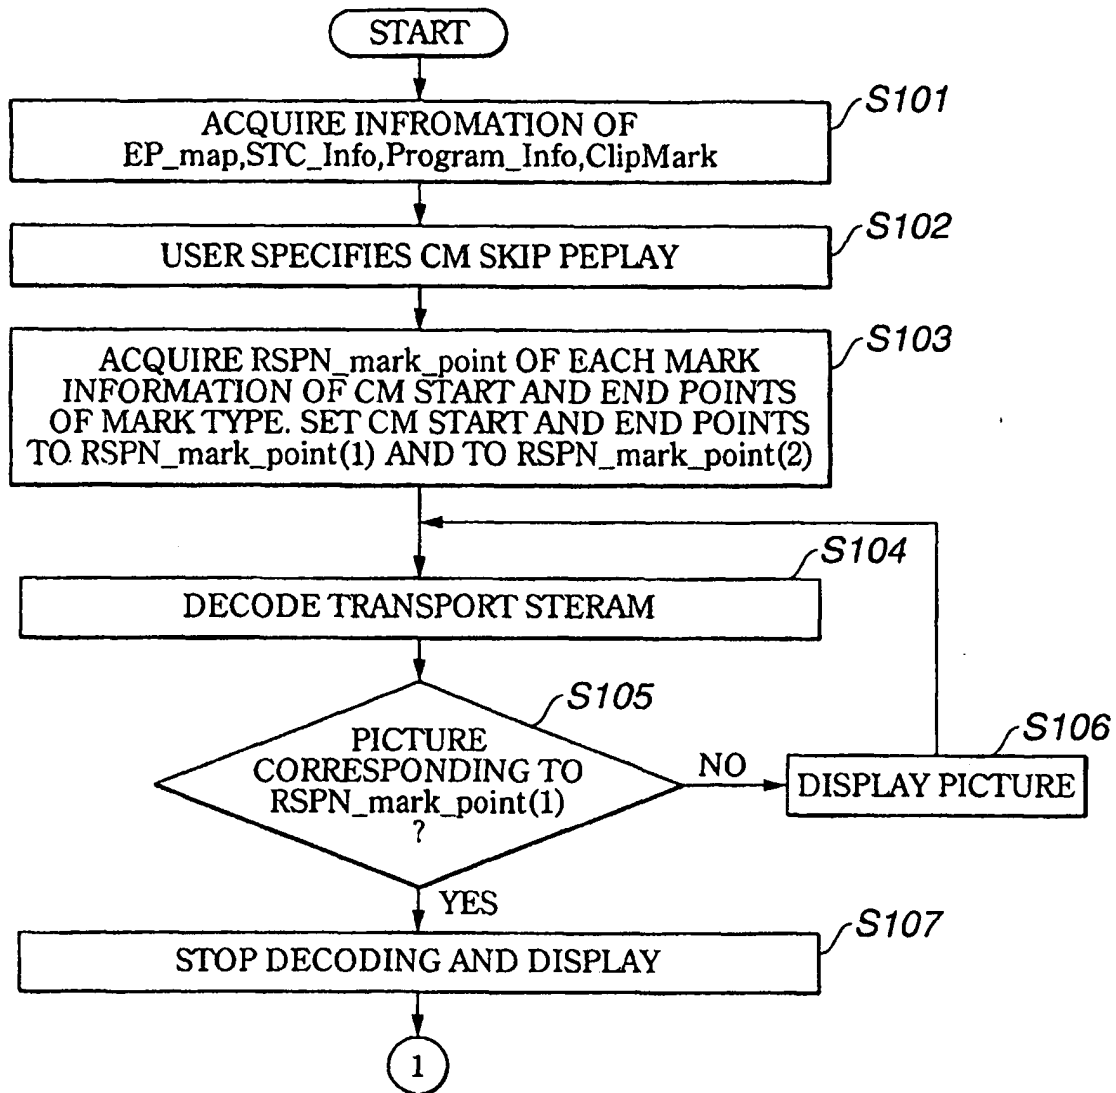 START
S101
ACQUIRE INFROMATION OF
EP_map,STC_Info,Program_Info,ClipMark
S102
USER SPECIFIES CM SKIP PEPLAY
S103
ACQUIRE RSPN_mark_point OF EACH MARK
INFORMATION OF CM START AND END POINTS
OF MARK TYPE. SET CM START AND END POINTS
TO RSPN_mark_point(1) AND TO RSPN_mark_point(2)
S104
DECODE TRANSPORT STERAM
S105
PICTURE
CORRESPONDING TO
RSPN_mark_point(1)
?
NO
S106
DISPLAY PICTURE
YES
S107
STOP DECODING AND DISPLAY
1